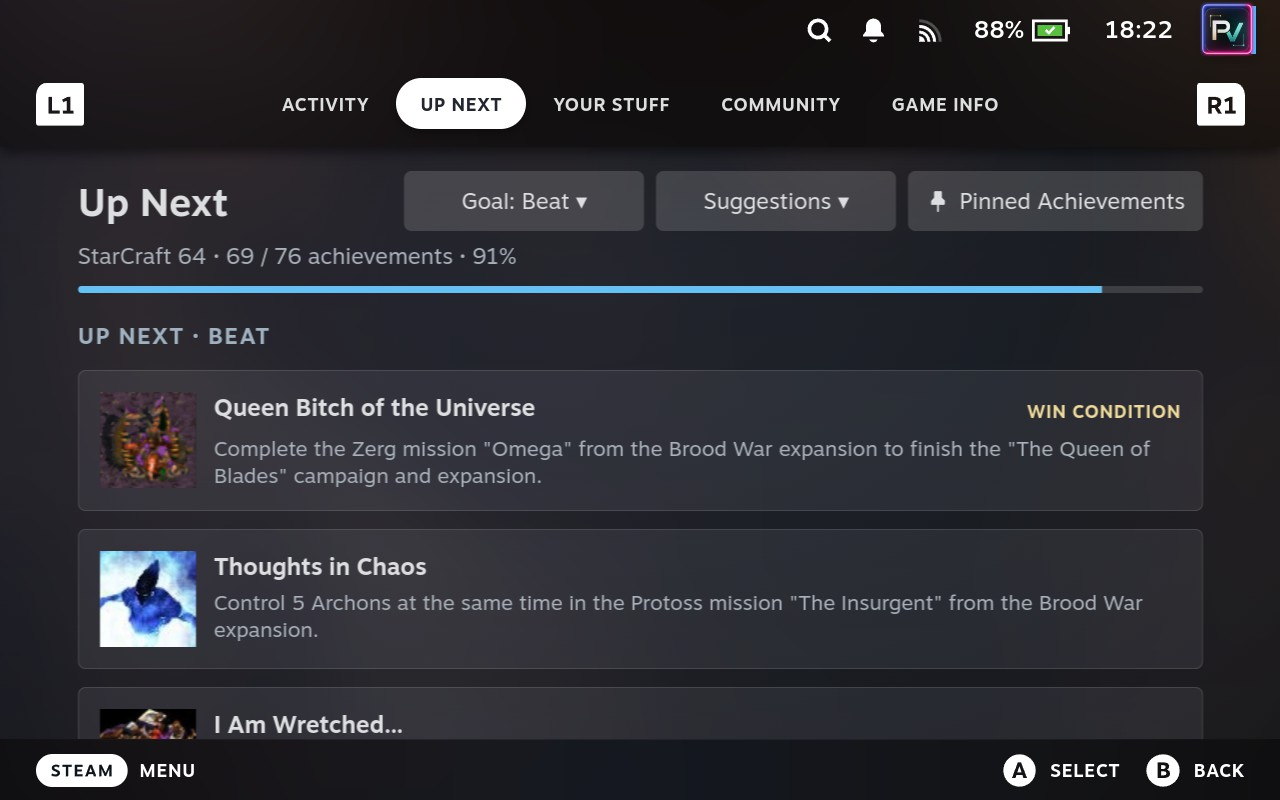 88% 18:22 PV
L1 ACTIVITY UP NEXT YOUR STUFF COMMUNITY GAME INFO R1
Up Next Goal: Beat ▾ Suggestions ▾ Pinned Achievements
StarCraft 64 · 69 / 76 achievements · 91%
UP NEXT · BEAT
Queen Bitch of the Universe WIN CONDITION
Complete the Zerg mission "Omega" from the Brood War expansion to finish the "The Queen of
Blades" campaign and expansion.
Thoughts in Chaos
Control 5 Archons at the same time in the Protoss mission "The Insurgent" from the Brood War
expansion.
I Am Wretched...
STEAM MENU A SELECT B BACK